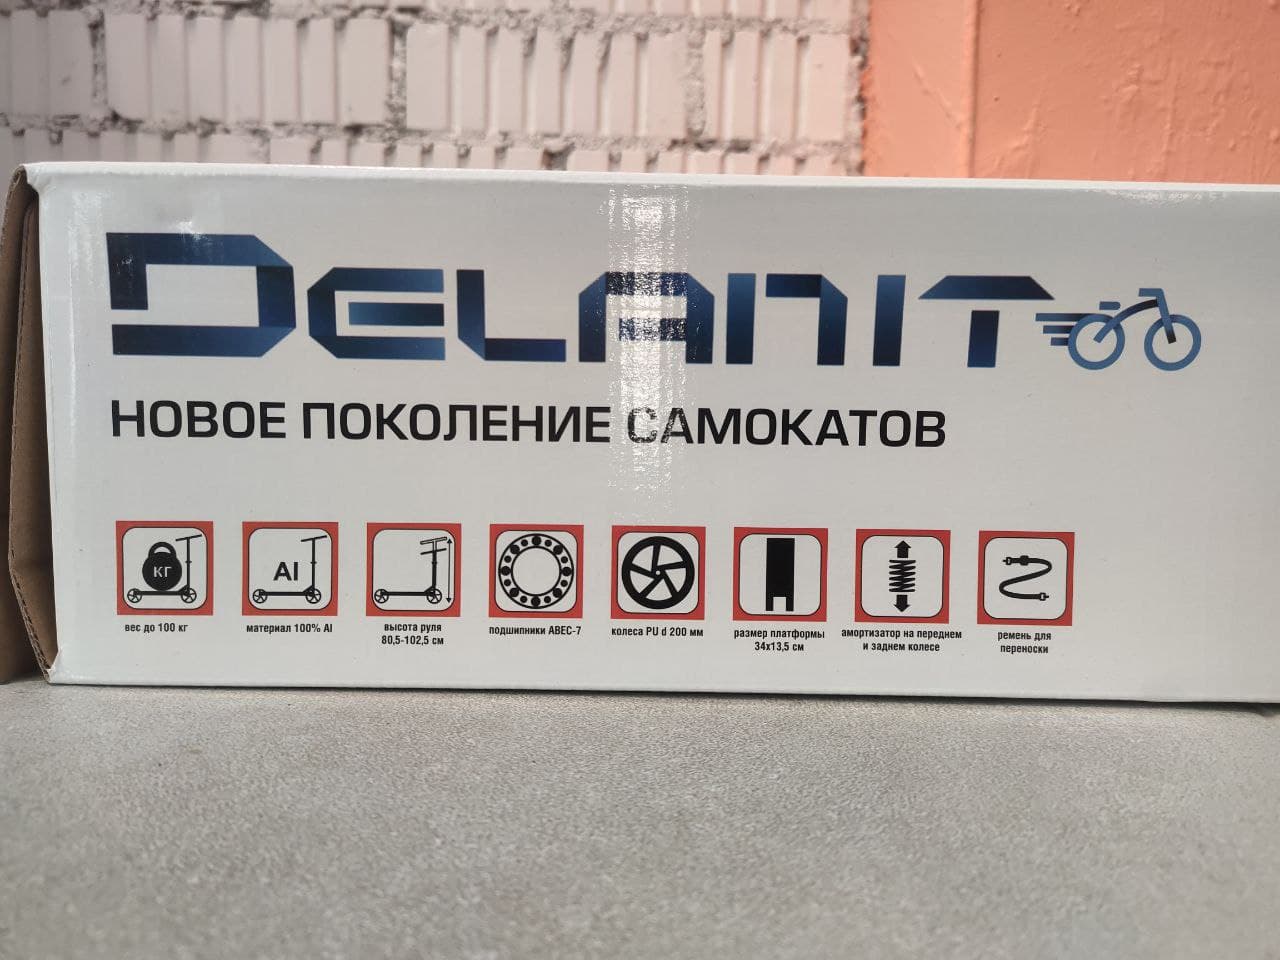 DELANIT
НОВОЕ ПОКОЛЕНИЕ САМОКАТОВ
КГ
Al
вес до 100 кг
материал 100% Al
высота руля
80,5-102,5 см
подшипники ABEC-7
колеса PU d 200 мм
размер платформы
34x13,5 см
амортизатор на переднем
и заднем колесе
ремень для
переноски